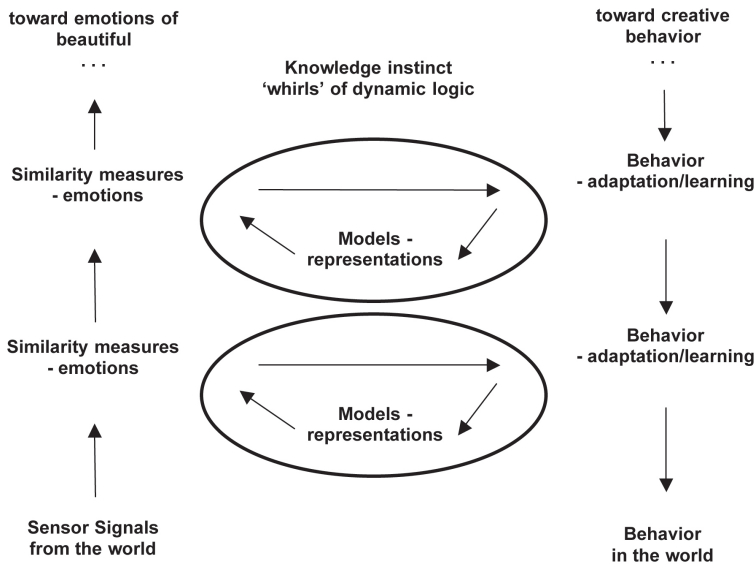 toward emotions of
beautiful
. . .
Knowledge instinct
‘whirls’ of dynamic logic
toward creative
behavior
. . .
Similarity measures
- emotions
Models -
representations
Behavior
- adaptation/learning
Similarity measures
- emotions
Models -
representations
Behavior
- adaptation/learning
Sensor Signals
from the world
Behavior
in the world